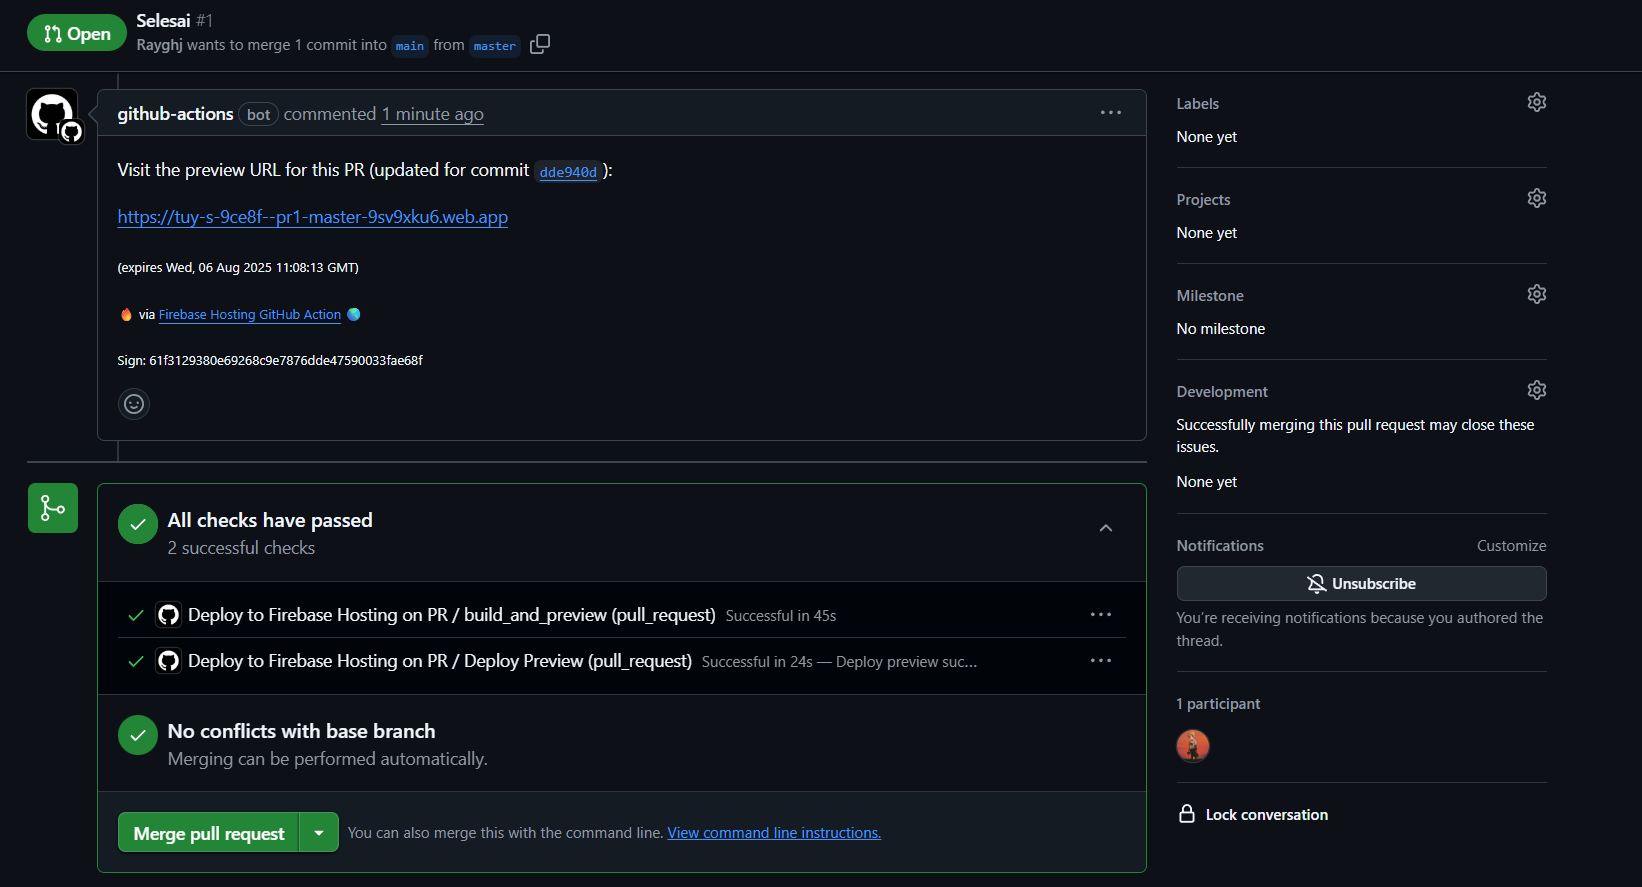 Open
Selesai #1
Rayghj wants to merge 1 commit into main from master
github-actions bot commented 1 minute ago
Visit the preview URL for this PR (updated for commit dde940d ):
https://tuy-s-9ce8f--pr1-master-9sv9xku6.web.app
(expires Wed, 06 Aug 2025 11:08:13 GMT)
🔥 via Firebase Hosting GitHub Action 🌎
Sign: 61f3129380e69268c9e7876dde47590033fae68f
All checks have passed
2 successful checks
Deploy to Firebase Hosting on PR / build_and_preview (pull_request) Successful in 45s
Deploy to Firebase Hosting on PR / Deploy Preview (pull_request) Successful in 24s — Deploy preview suc...
No conflicts with base branch
Merging can be performed automatically.
Merge pull request
You can also merge this with the command line. View command line instructions.
Labels
None yet
Projects
None yet
Milestone
No milestone
Development
Successfully merging this pull request may close these
issues.
None yet
Notifications Customize
Unsubscribe
You're receiving notifications because you authored the
thread.
1 participant
Lock conversation